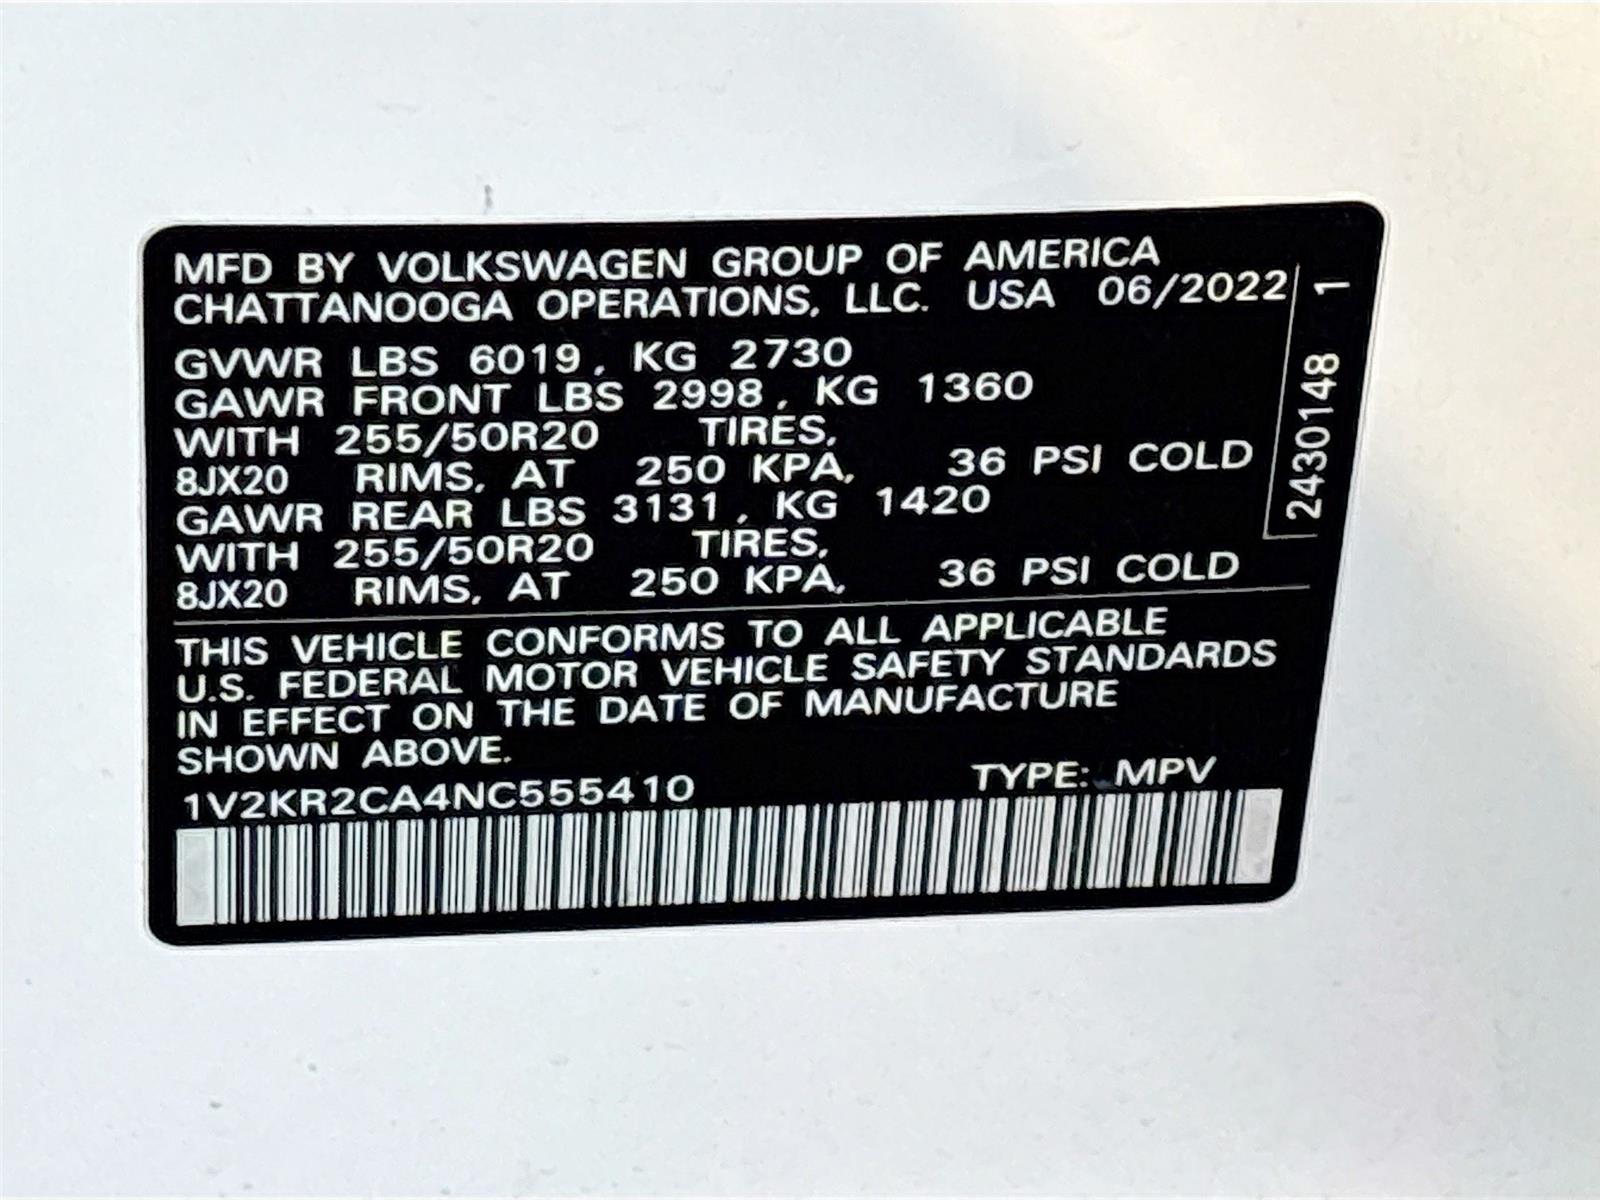 MFD BY VOLKSWAGEN GROUP OF AMERICA
CHATTANOOGA OPERATIONS, LLC. USA 06/2022
GVWR LBS 6019, KG 2730
GAWR FRONT LBS 2998, KG 1360
WITH 255/50R20 TIRES,
8JX20 RIMS, AT 250 KPA, 36 PSI COLD
GAWR REAR LBS 3131, KG 1420
WITH 255/50R20 TIRES,
8JX20 RIMS, AT 250 KPA, 36 PSI COLD
2430148 1
THIS VEHICLE CONFORMS TO ALL APPLICABLE
U.S. FEDERAL MOTOR VEHICLE SAFETY STANDARDS
IN EFFECT ON THE DATE OF MANUFACTURE
SHOWN ABOVE.
1V2KR2CA4NC555410 TYPE: MPV